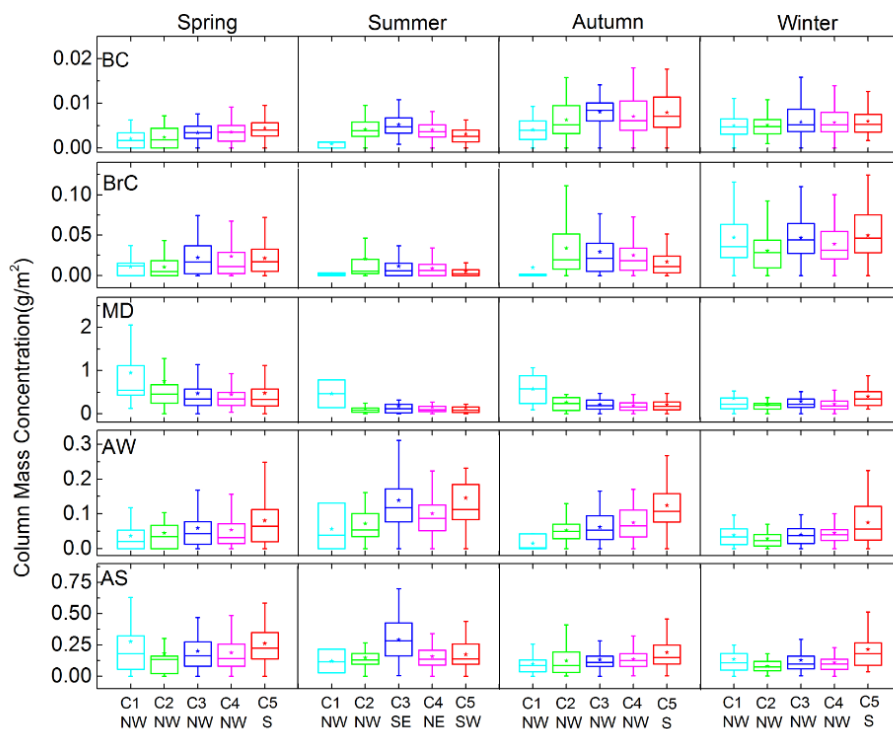 Spring Summer Autumn Winter
Column Mass Concentration(g/m²)
BC
0.02
0.01
0.00
BrC
0.10
0.05
0.00
MD
2
1
0
AW
0.3
0.2
0.1
0.0
AS
0.75
0.50
0.25
0.00
C1 C2 C3 C4 C5 C1 C2 C3 C4 C5 C1 C2 C3 C4 C5 C1 C2 C3 C4 C5
NW NW NW NW S NW NW SE NE SW NW NW NW NW S NW NW NW NW S